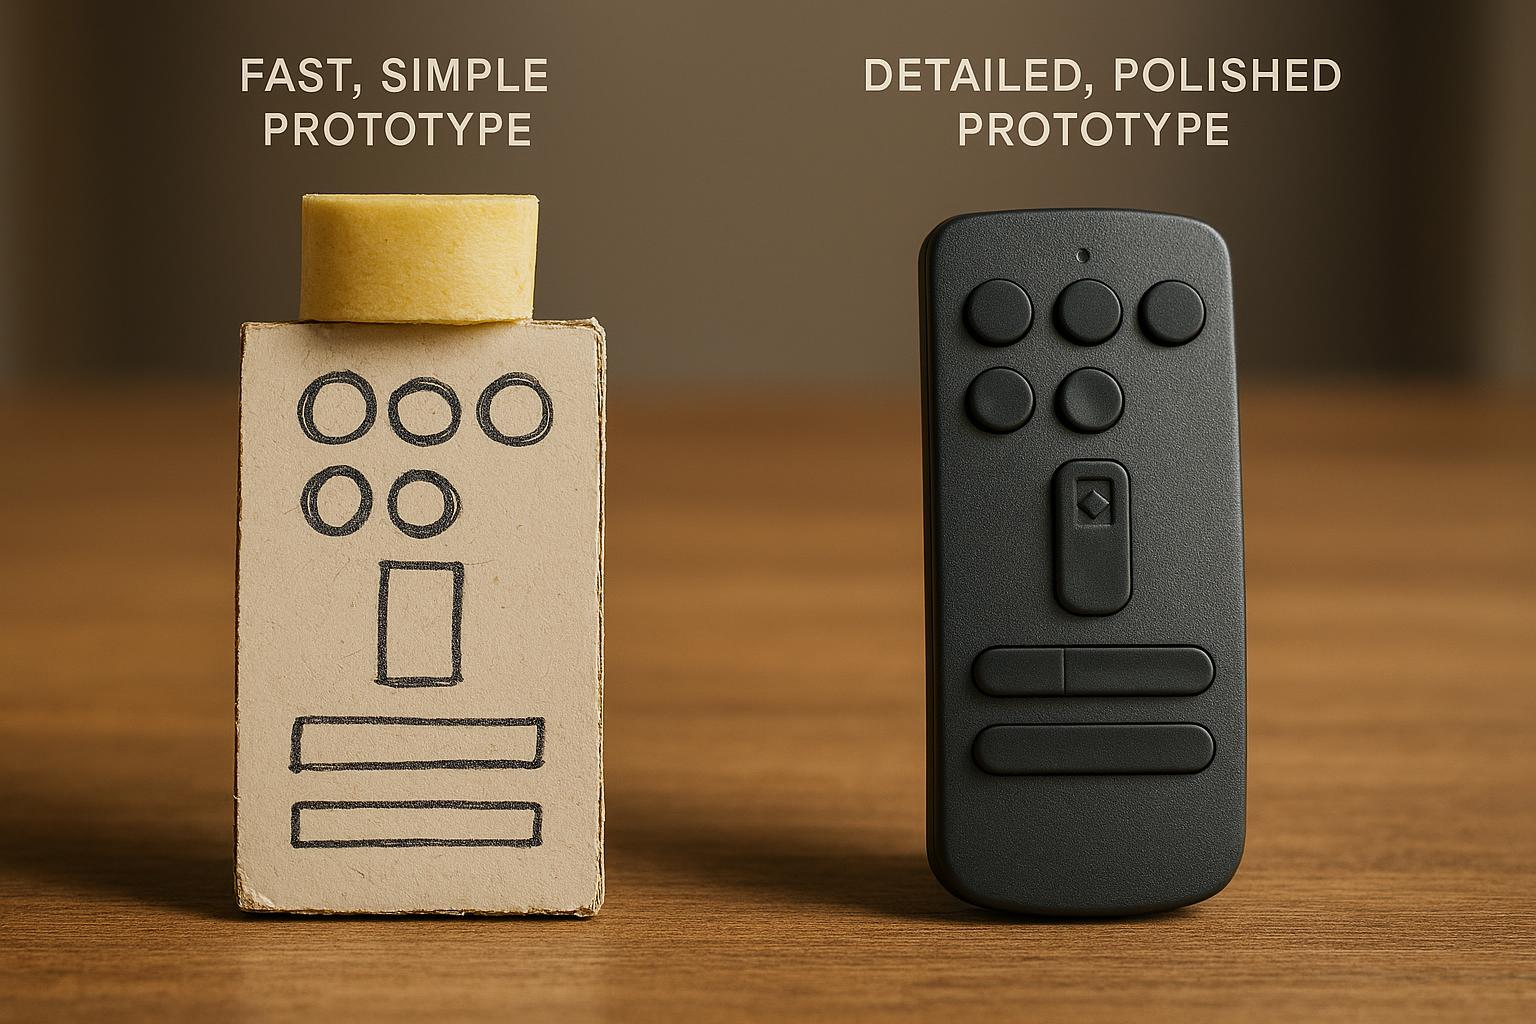 FAST, SIMPLE
PROTOTYPE
DETAILED, POLISHED
PROTOTYPE